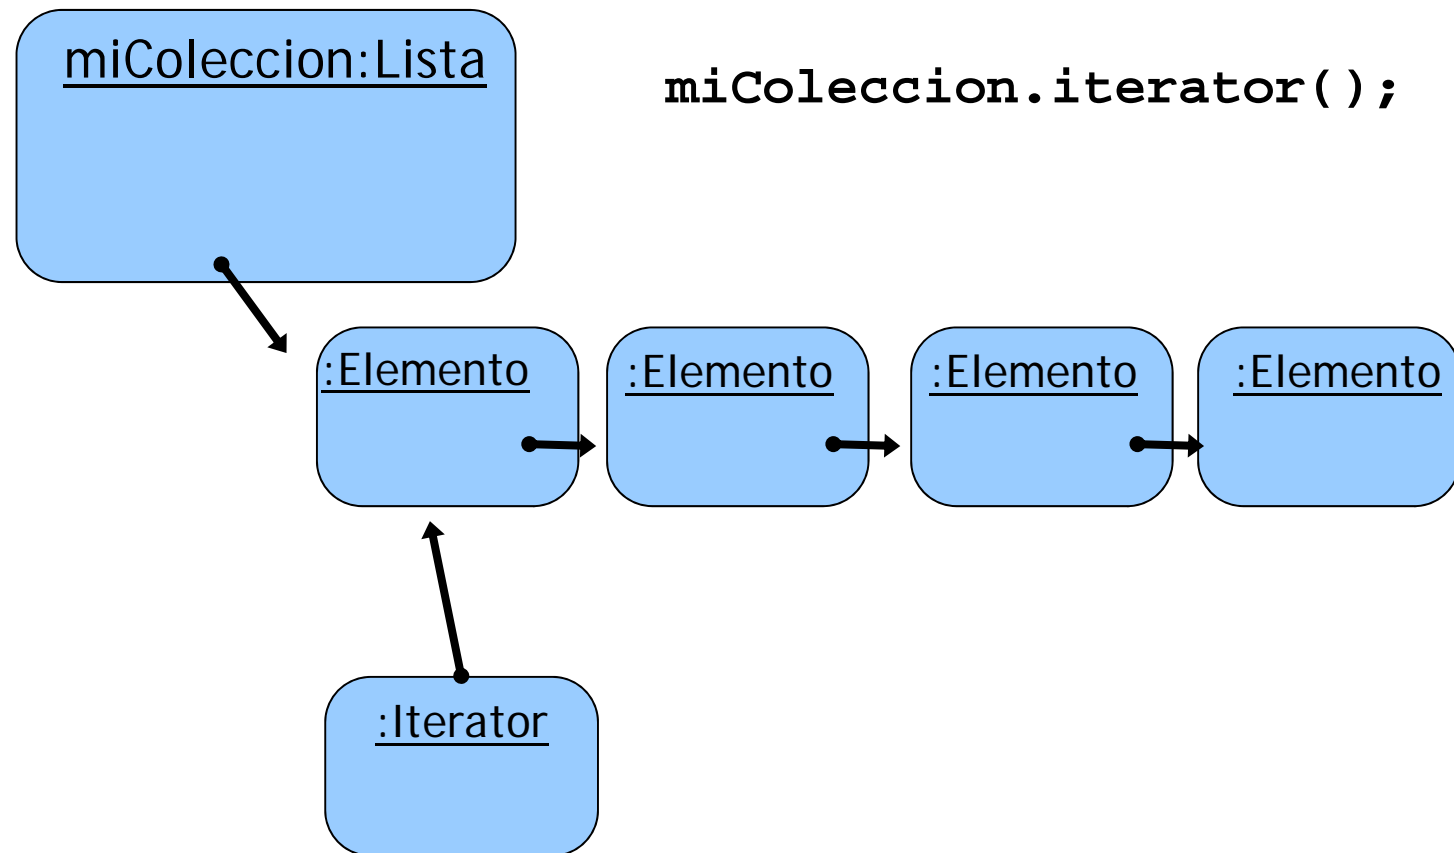 miColeccion:Lista
miColeccion.iterator();
:Elemento
:Elemento
:Elemento
:Elemento
:Iterator